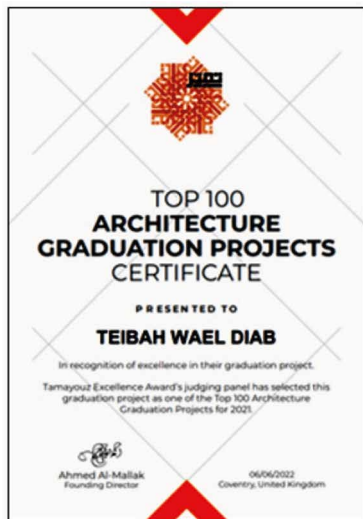 TOP 100
ARCHITECTURE
GRADUATION PROJECTS
CERTIFICATE
PRESENTED TO
TEIBAH WAEL DIAB
In recognition of excellence in their graduation project.
Tamayouz Excellence Award's judging panel has selected this
graduation project as one of the Top 100 Architecture
Graduation Projects for 2021.
Ahmed Al-Mallak
Founding Director
06/06/2022
Coventry, United Kingdom